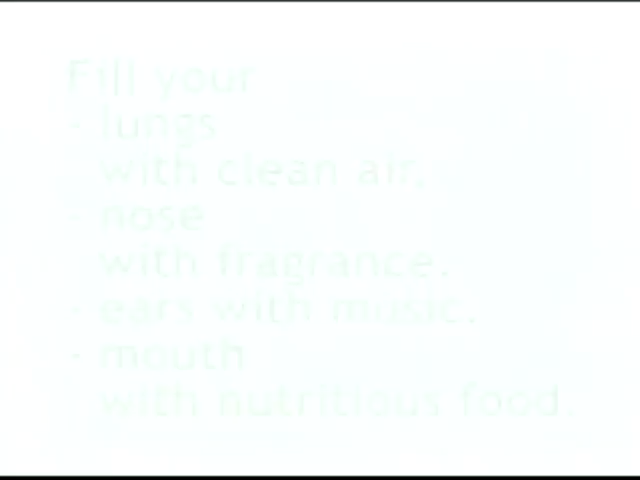 Fill your
- lungs
with clean air,
- nose
with fragrance.
- ears with music.
- mouth
with nutritious food.